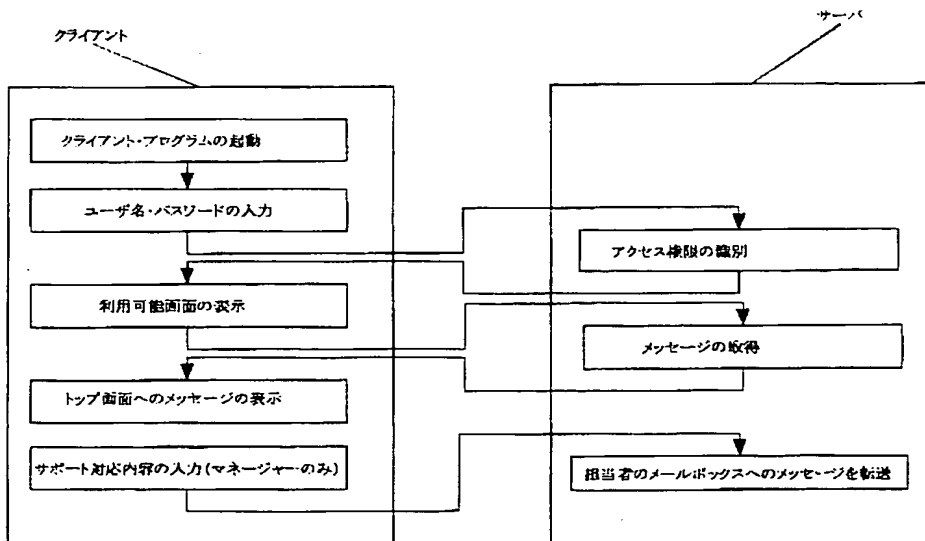 クライアント
サーバ
クライアント・プログラムの起動
ユーザ名・パスワードの入力
アクセス権限の識別
利用可能画面の表示
メッセージの取得
トップ画面へのメッセージの表示
サポート対応内容の入力(マネージャーのみ)
担当者のメールボックスへのメッセージを転送